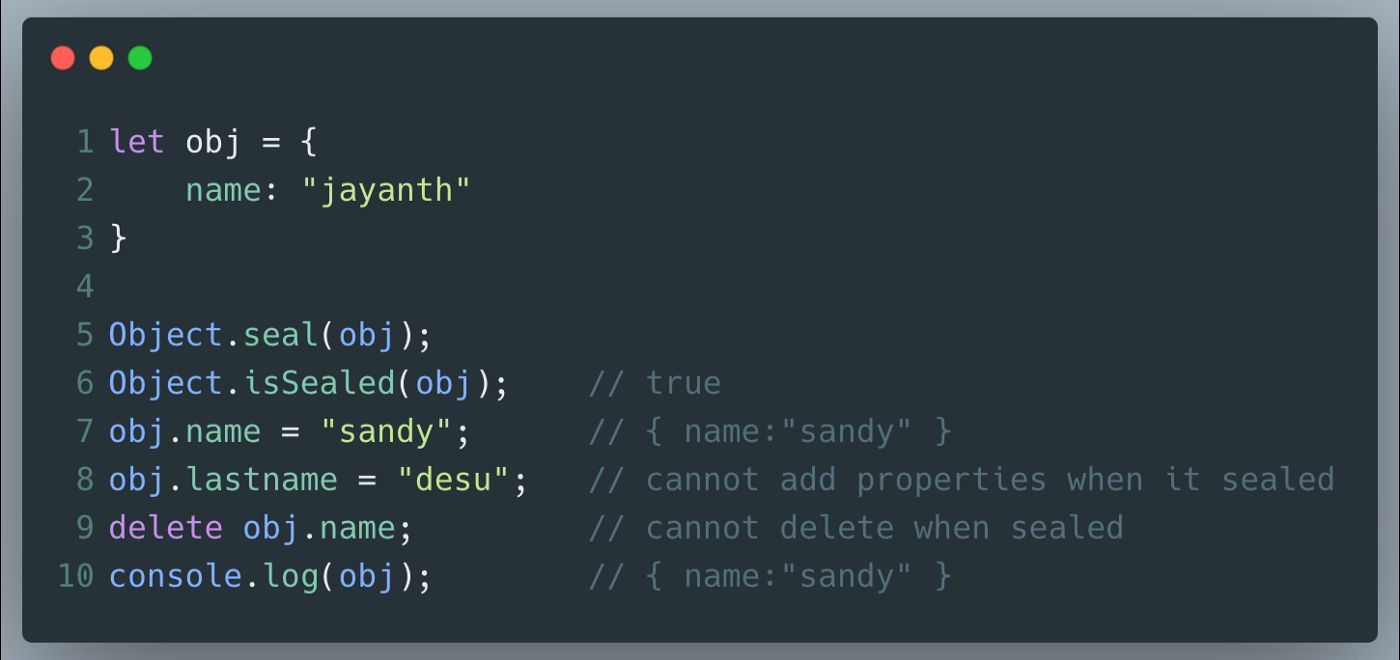 1 let obj = {
2     name: "jayanth"
3 }
4
5 Object.seal(obj);
6 Object.isSealed(obj);    // true
7 obj.name = "sandy";      // { name:"sandy" }
8 obj.lastname = "desu";   // cannot add properties when it sealed
9 delete obj.name;         // cannot delete when sealed
10 console.log(obj);        // { name:"sandy" }